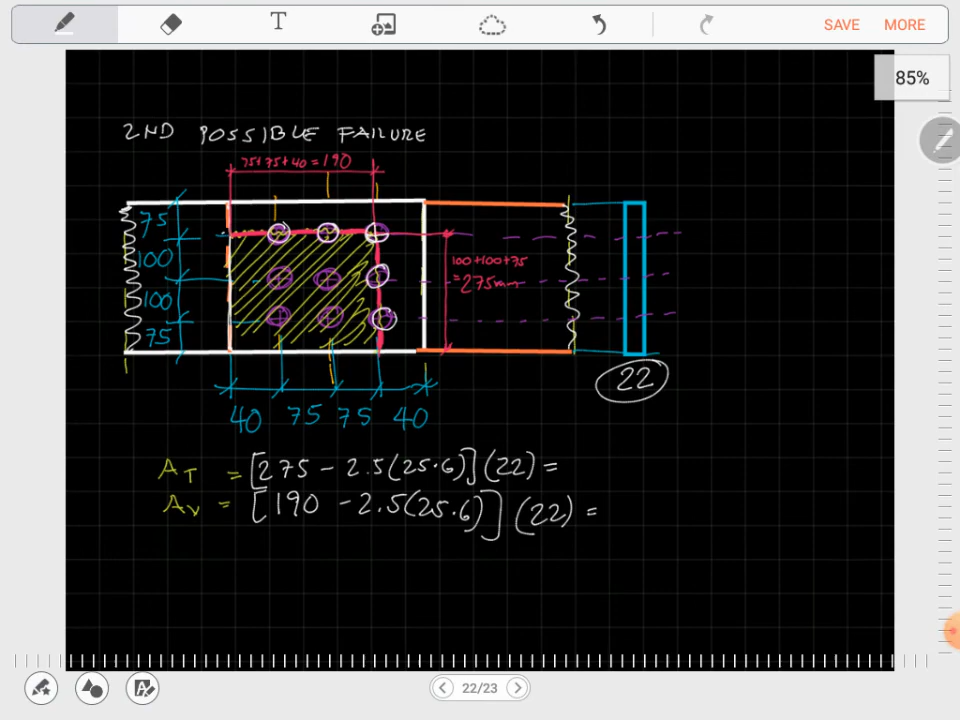 SAVE MORE
85%
2ND POSSIBLE FAILURE
75+75+40=190
75
100
100
75
100+100+75
=275mm
22
40 75 75 40
AT = [275 - 2.5(25.6)](22) =
Av = [190 - 2.5(25.6)](22) =
22/23